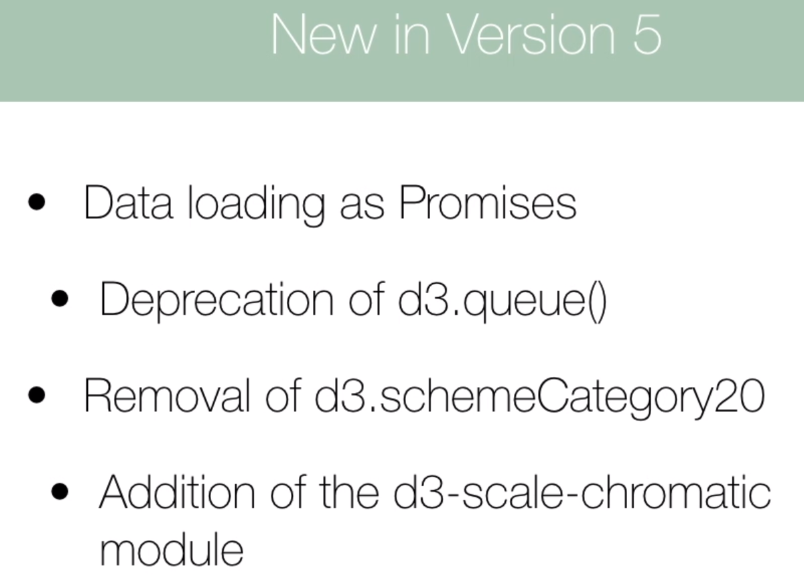 New in Version 5
• Data loading as Promises
• Deprecation of d3.queue()
• Removal of d3.schemeCategory20
• Addition of the d3-scale-chromatic
module